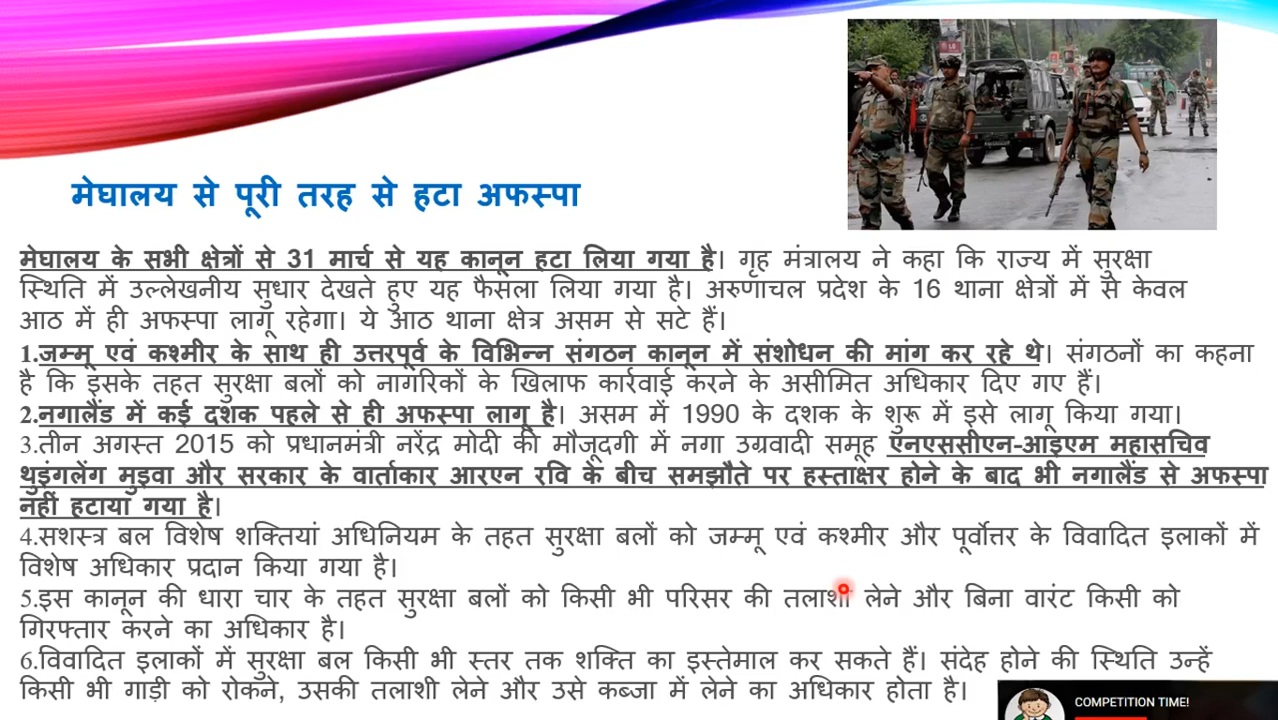 मेघालय से पूरी तरह से हटा अफस्पा
मेघालय के सभी क्षेत्रों से 31 मार्च से यह कानून हटा लिया गया है। गृह मंत्रालय ने कहा कि राज्य में सुरक्षा
स्थिति में उल्लेखनीय सुधार देखते हुए यह फैसला लिया गया है। अरुणाचल प्रदेश के 16 थाना क्षेत्रों में से केवल
आठ में ही अफस्पा लागू रहेगा। ये आठ थाना क्षेत्र असम से सटे हैं।
1.जम्मू एवं कश्मीर के साथ ही उत्तरपूर्व के विभिन्न संगठन कानून में संशोधन की मांग कर रहे थे। संगठनों का कहना
है कि इसके तहत सुरक्षा बलों को नागरिकों के खिलाफ कार्रवाई करने के असीमित अधिकार दिए गए हैं।
2.नगालैंड में कई दशक पहले से ही अफस्पा लागू है। असम में 1990 के दशक के शुरू में इसे लागू किया गया।
3.तीन अगस्त 2015 को प्रधानमंत्री नरेंद्र मोदी की मौजूदगी में नगा उग्रवादी समूह एनएससीएन-आइएम महासचिव
थुइंगलेंग मुइवा और सरकार के वार्ताकार आरएन रवि के बीच समझौते पर हस्ताक्षर होने के बाद भी नगालैंड से अफस्पा
नहीं हटाया गया है।
4.सशस्त्र बल विशेष शक्तियां अधिनियम के तहत सुरक्षा बलों को जम्मू एवं कश्मीर और पूर्वोत्तर के विवादित इलाकों में
विशेष अधिकार प्रदान किया गया है।
5.इस कानून की धारा चार के तहत सुरक्षा बलों को किसी भी परिसर की तलाशी लेने और बिना वारंट किसी को
गिरफ्तार करने का अधिकार है।
6.विवादित इलाकों में सुरक्षा बल किसी भी स्तर तक शक्ति का इस्तेमाल कर सकते हैं। संदेह होने की स्थिति उन्हें
किसी भी गाड़ी को रोकने, उसकी तलाशी लेने और उसे कब्जा में लेने का अधिकार होता है।
COMPETITION TIME!